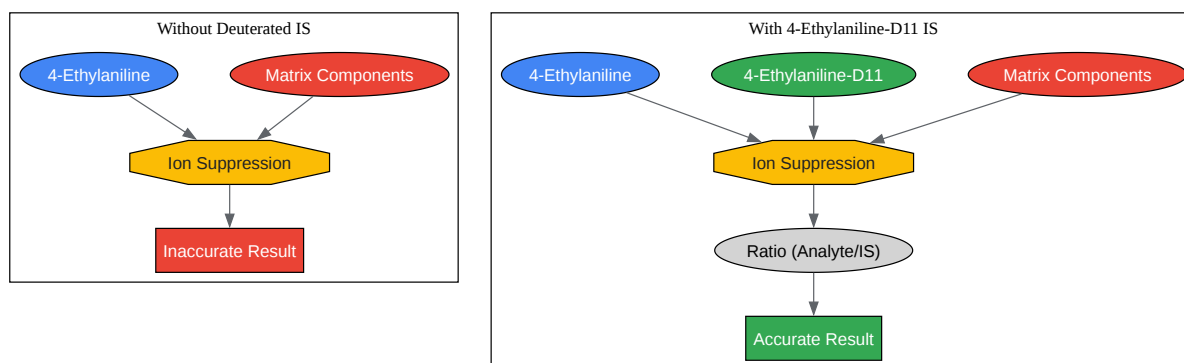 Without Deuterated IS
4-Ethylaniline
Matrix Components
Ion Suppression
Inaccurate Result
With 4-Ethylaniline-D11 IS
4-Ethylaniline
4-Ethylaniline-D11
Matrix Components
Ion Suppression
Ratio (Analyte/IS)
Accurate Result